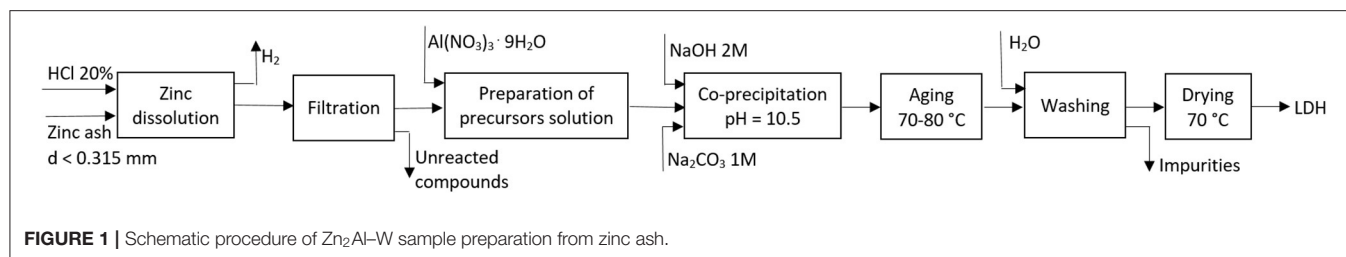 HCl 20%
Zinc ash
d < 0.315 mm
Zinc
dissolution
H₂
Filtration
Unreacted
compounds
Al(NO₃)₃· 9H₂O
Preparation of
precursors solution
NaOH 2M
Na₂CO₃ 1M
Co-precipitation
pH = 10.5
Aging
70-80 °C
H₂O
Washing
Impurities
Drying
70 °C
LDH
FIGURE 1 | Schematic procedure of Zn₂Al–W sample preparation from zinc ash.